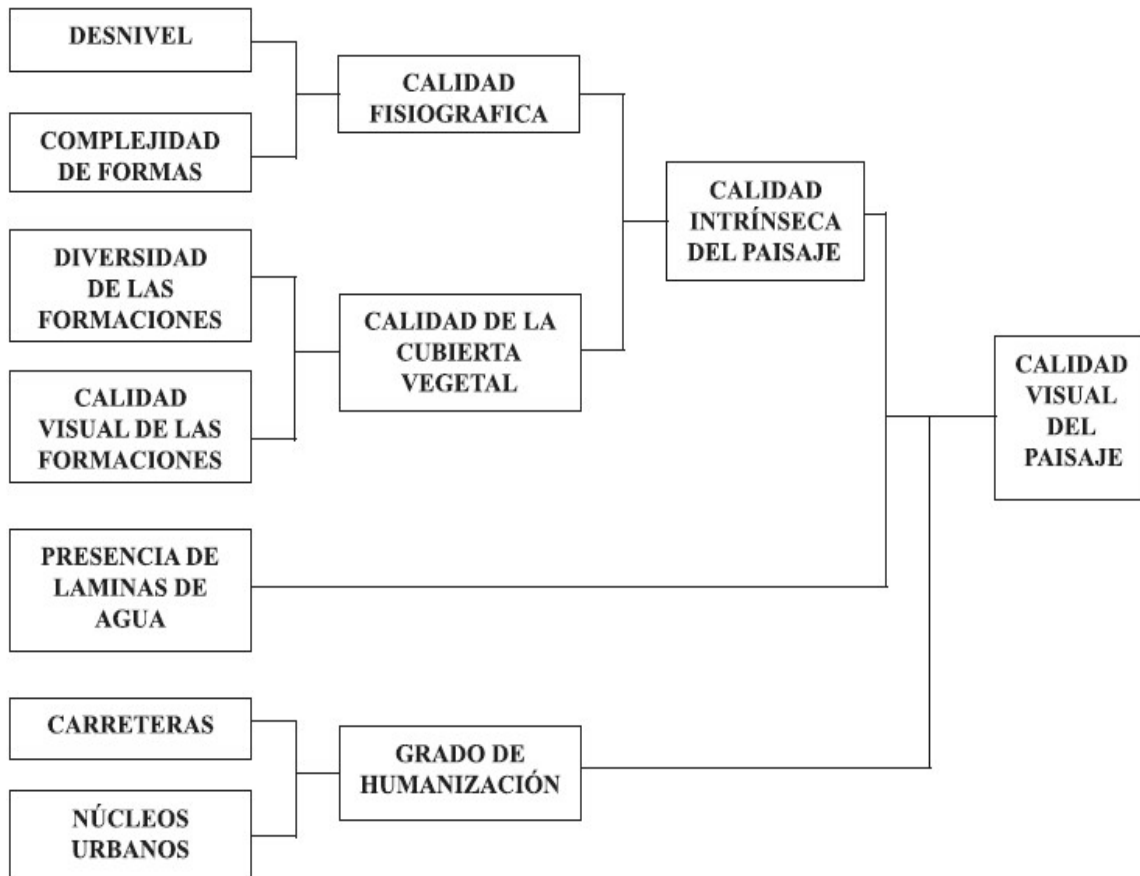 DESNIVEL
COMPLEJIDAD
DE FORMAS
DIVERSIDAD
DE LAS
FORMACIONES
CALIDAD
VISUAL DE LAS
FORMACIONES
PRESENCIA DE
LAMINAS DE
AGUA
CARRETERAS
NÚCLEOS
URBANOS
CALIDAD
FISIOGRAFICA
CALIDAD DE LA
CUBIERTA
VEGETAL
GRADO DE
HUMANIZACIÓN
CALIDAD
INTRÍNSECA
DEL PAISAJE
CALIDAD
VISUAL
DEL
PAISAJE